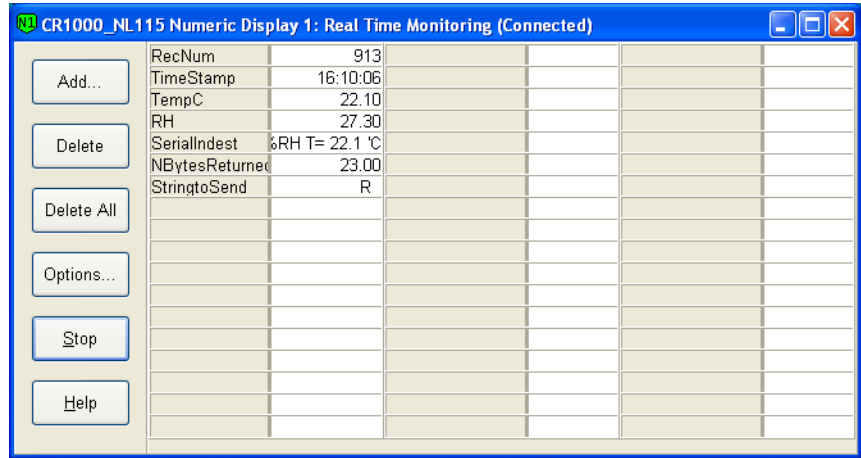 N1 CR1000_NL115 Numeric Display 1: Real Time Monitoring (Connected)
Add...
Delete
Delete All
Options...
Stop
Help
RecNum 913
TimeStamp 16:10:06
TempC 22.10
RH 27.30
SerialIndest %RH T= 22.1 'C
NBytesReturned 23.00
StringtoSend R